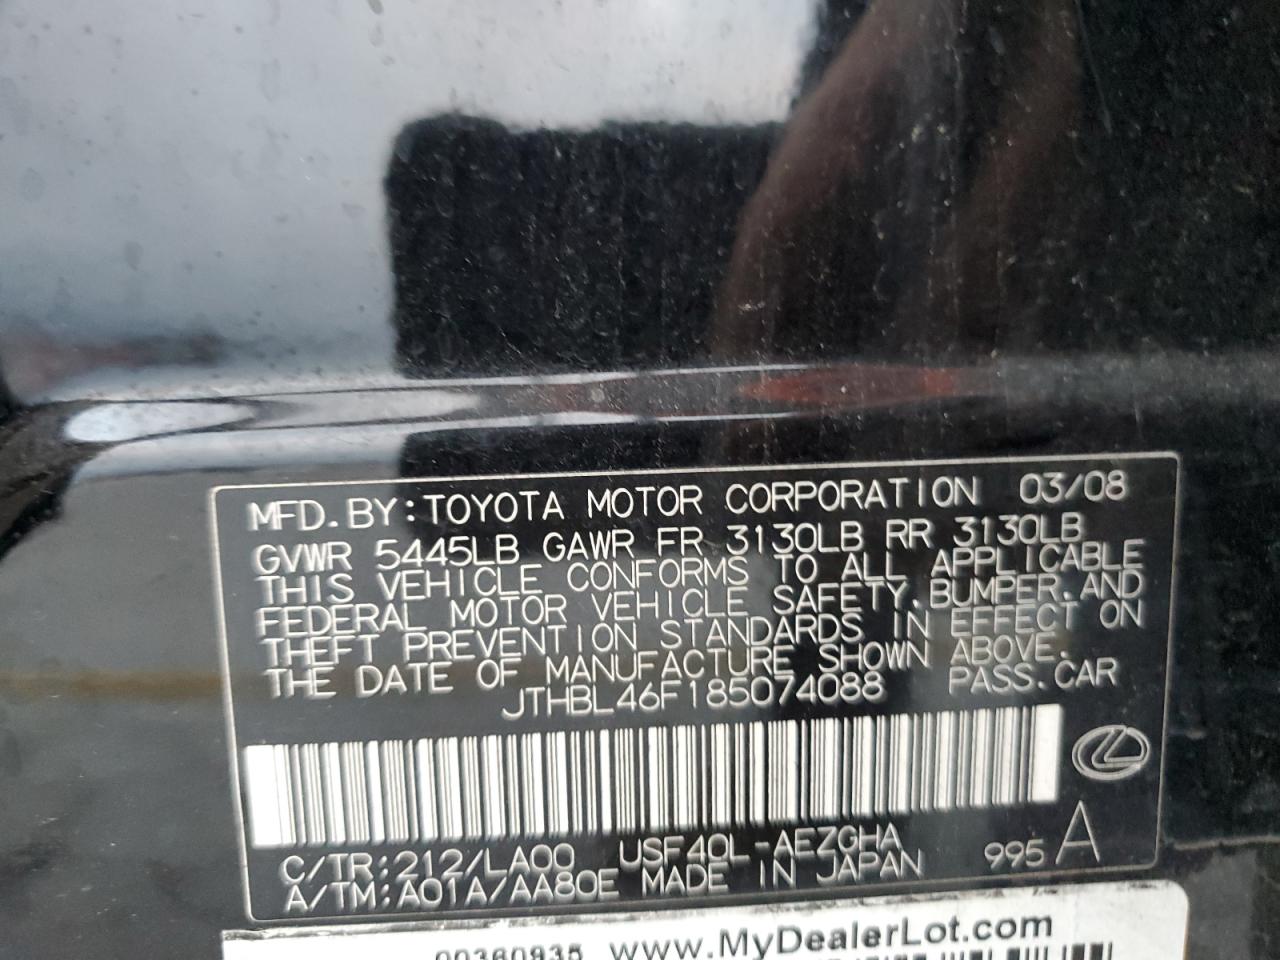 MFD. BY: TOYOTA MOTOR CORPORATION 03/08
GVWR 5445LB GAWR FR 3130LB RR 3130LB
THIS VEHICLE CONFORMS TO ALL APPLICABLE
FEDERAL MOTOR VEHICLE SAFETY, BUMPER, AND
THEFT PREVENTION STANDARDS IN EFFECT ON
THE DATE OF MANUFACTURE SHOWN ABOVE.
JTHBL46F185074088 PASS. CAR
C/TR: 212/LA00 USF40L-AEZGHA 995 A
A/TM: A01A/AA80E MADE IN JAPAN
00360935 www.MyDealerLot.com